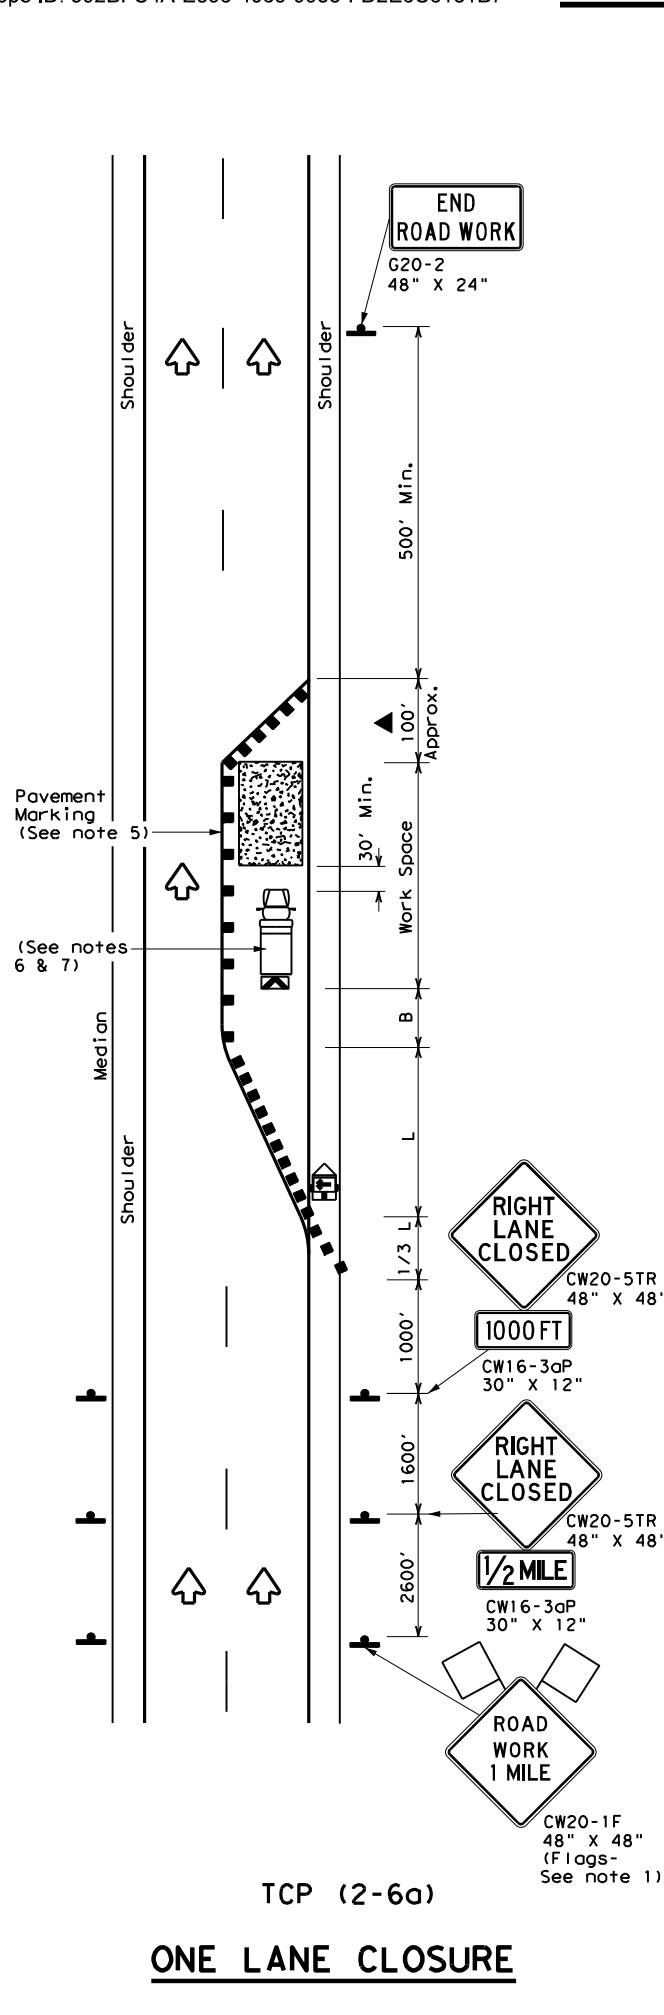 END
ROAD WORK
G20-2
48" X 24"
Shoulder
Shoulder
500' Min.
100'
Approx.
Pavement
Marking
(See note 5)
30' Min.
Work Space
(See notes
6 & 7)
B
Median
L
Shoulder
RIGHT
LANE
CLOSED
1/3 L
CW20-5TR
48" X 48"
1000 FT
1000'
CW16-3aP
30" X 12"
RIGHT
LANE
CLOSED
1600'
CW20-5TR
48" X 48"
1/2 MILE
2600'
CW16-3aP
30" X 12"
ROAD
WORK
1 MILE
CW20-1F
48" X 48"
(Flags-
See note 1)
TCP (2-6a)
ONE LANE CLOSURE